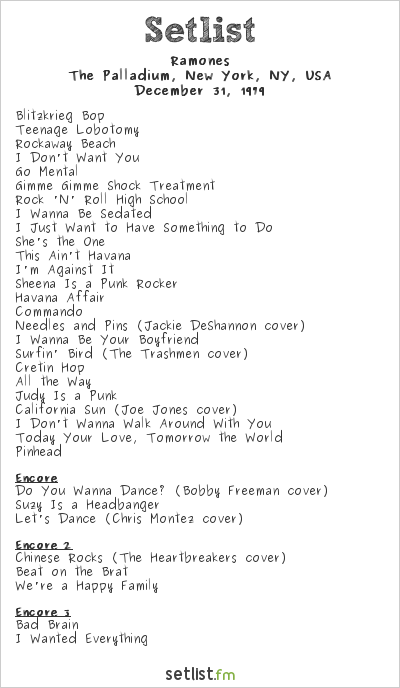 Setlist
Ramones
The Palladium, New York, NY, USA
December 31, 1979
Blitzkrieg Bop
Teenage Lobotomy
Rockaway Beach
I Don't Want You
Go Mental
Gimme Gimme Shock Treatment
Rock 'N' Roll High School
I Wanna Be Sedated
I Just Want to Have Something to Do
She's the One
This Ain't Havana
I'm Against It
Sheena Is a Punk Rocker
Havana Affair
Commando
Needles and Pins (Jackie DeShannon cover)
I Wanna Be Your Boyfriend
Surfin' Bird (The Trashmen cover)
Cretin Hop
All the Way
Judy Is a Punk
California Sun (Joe Jones cover)
I Don't Wanna Walk Around With You
Today Your Love, Tomorrow the World
Pinhead
Encore
Do You Wanna Dance? (Bobby Freeman cover)
Suzy Is a Headbanger
Let's Dance (Chris Montez cover)
Encore 2
Chinese Rocks (The Heartbreakers cover)
Beat on the Brat
We're a Happy Family
Encore 3
Bad Brain
I Wanted Everything
setlist.fm